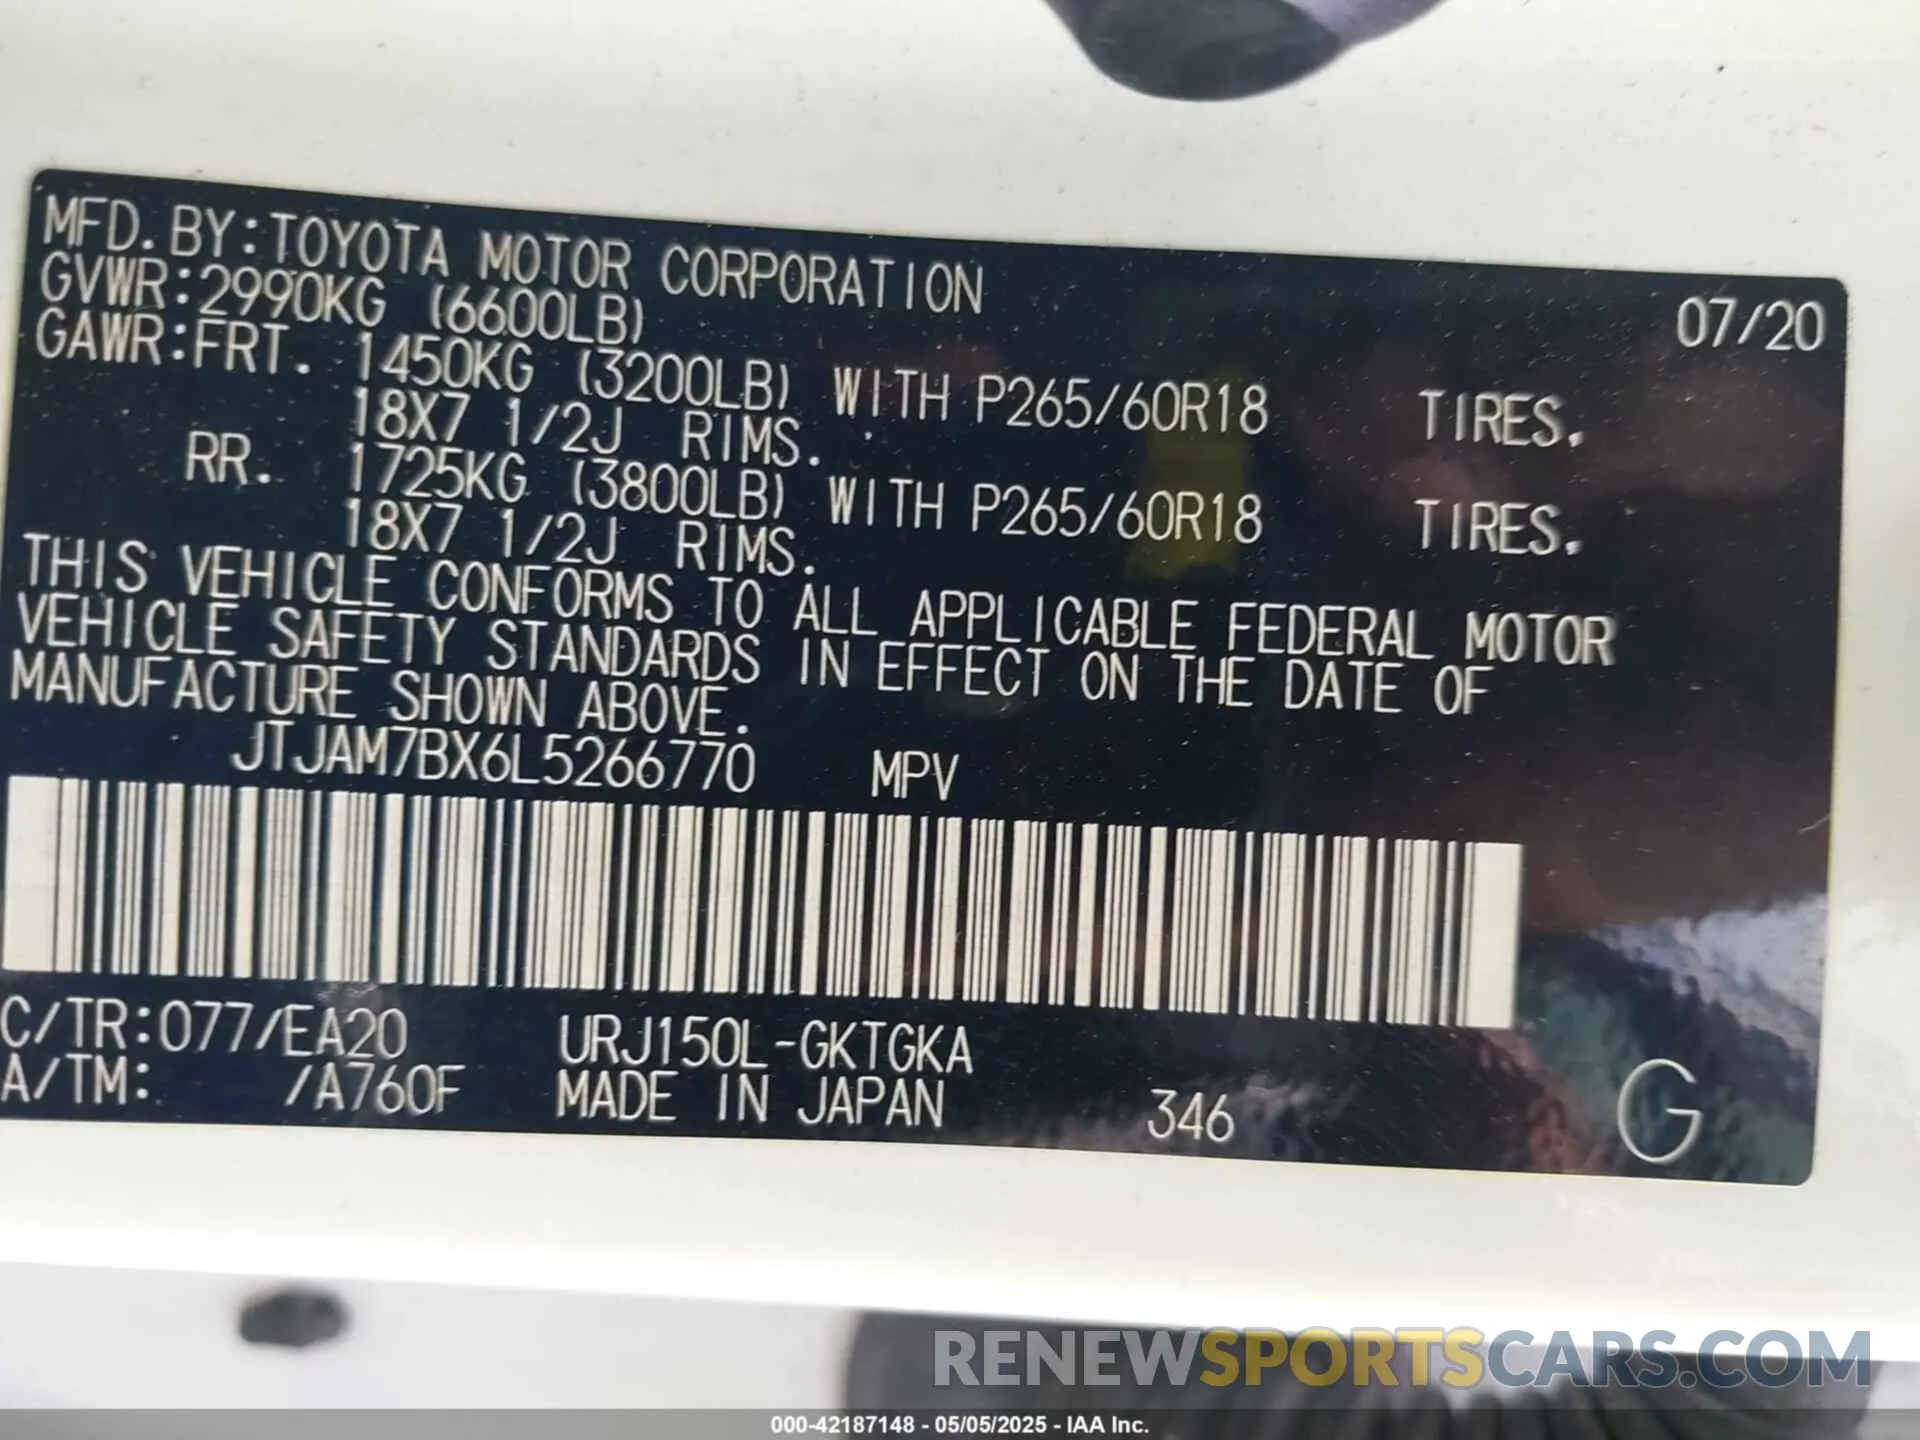 MFD. BY:TOYOTA MOTOR CORPORATION 07/20
GVWR:2990KG (6600LB)
GAWR:FRT. 1450KG (3200LB) WITH P265/60R18 TIRES.
18X7 1/2J RIMS.
RR. 1725KG (3800LB) WITH P265/60R18 TIRES.
18X7 1/2J RIMS.
THIS VEHICLE CONFORMS TO ALL APPLICABLE FEDERAL MOTOR
VEHICLE SAFETY STANDARDS IN EFFECT ON THE DATE OF
MANUFACTURE SHOWN ABOVE.
JTJAM7BX6L5266770 MPV
C/TR:077/EA20 URJ150L-GKTGKA
A/TM: /A760F MADE IN JAPAN 346 G
RENEWSPORTSCARS.COM
000-42187148 - 05/05/2025 - IAA Inc.